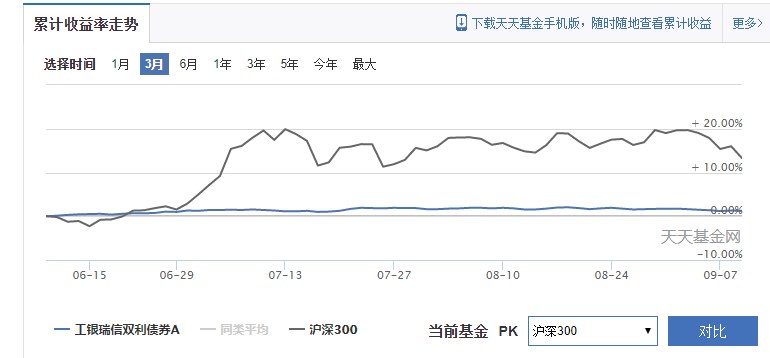 累计收益率走势
下载天天基金手机版，随时随地查看累计收益 更多>
选择时间 1月 3月 6月 1年 3年 5年 今年 最大
+ 20.00%
+ 10.00%
0.00%
天天基金网
-10.00%
06-15 06-29 07-13 07-27 08-10 08-24 09-07
工银瑞信双利债券A 同类平均 沪深300 当前基金 PK 沪深300 对比